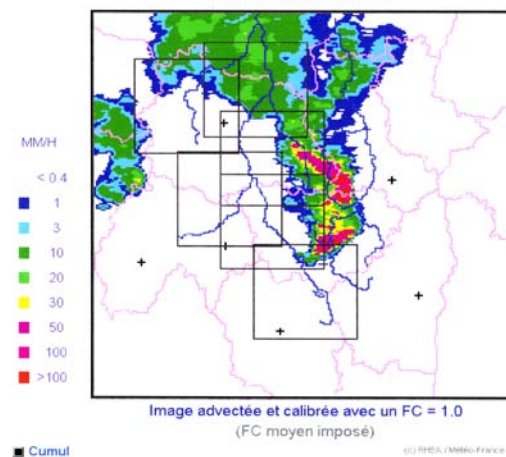 MM/H
< 0.4
1
3
10
20
30
50
100
>100
Image advectée et calibrée avec un FC = 1.0
(FC moyen imposé)
Cumul
(c) RHEA / Météo-France